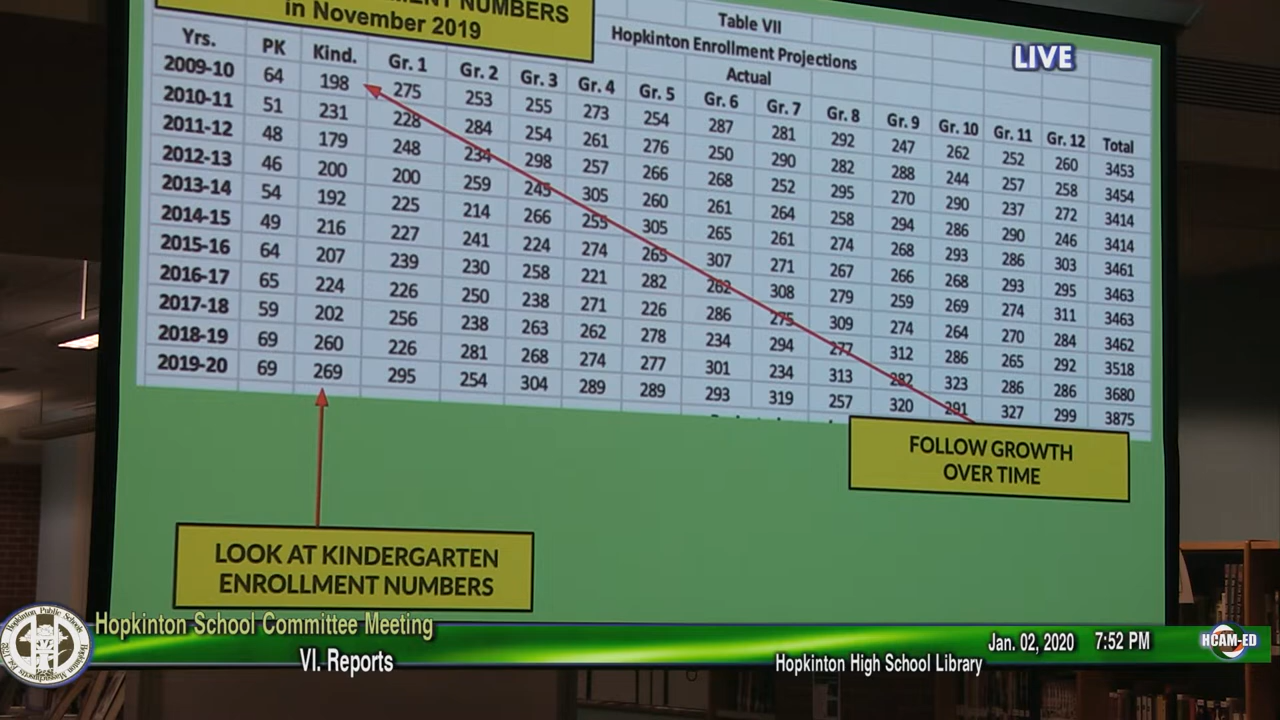 MENT NUMBERS
in November 2019
Table VII
Hopkinton Enrollment Projections
Actual
LIVE
Yrs. PK Kind. Gr. 1 Gr. 2 Gr. 3 Gr. 4 Gr. 5 Gr. 6 Gr. 7 Gr. 8 Gr. 9 Gr. 10 Gr. 11 Gr. 12 Total
2009-10 64 198 275 253 255 273 254 287 281 292 247 262 252 260 3453
2010-11 51 231 228 284 254 261 276 250 290 282 288 244 257 258 3454
2011-12 48 179 248 234 298 257 266 268 252 295 270 290 237 272 3414
2012-13 46 200 200 259 245 305 260 261 264 258 294 286 290 246 3414
2013-14 54 192 225 214 266 255 305 265 261 274 268 293 286 303 3461
2014-15 49 216 227 241 224 274 265 307 271 267 266 268 293 295 3463
2015-16 64 207 239 230 258 221 282 262 308 279 259 269 274 311 3463
2016-17 65 224 226 250 238 271 226 286 275 309 274 264 270 284 3462
2017-18 59 202 256 238 263 262 278 234 294 277 312 286 265 292 3518
2018-19 69 260 226 281 268 274 277 301 234 313 282 323 286 286 3680
2019-20 69 269 295 254 304 289 289 293 319 257 320 291 327 299 3875
FOLLOW GROWTH
OVER TIME
LOOK AT KINDERGARTEN
ENROLLMENT NUMBERS
Hopkinton School Committee Meeting
VI. Reports
Jan. 02, 2020 7:52 PM
Hopkinton High School Library
HCAM-ED